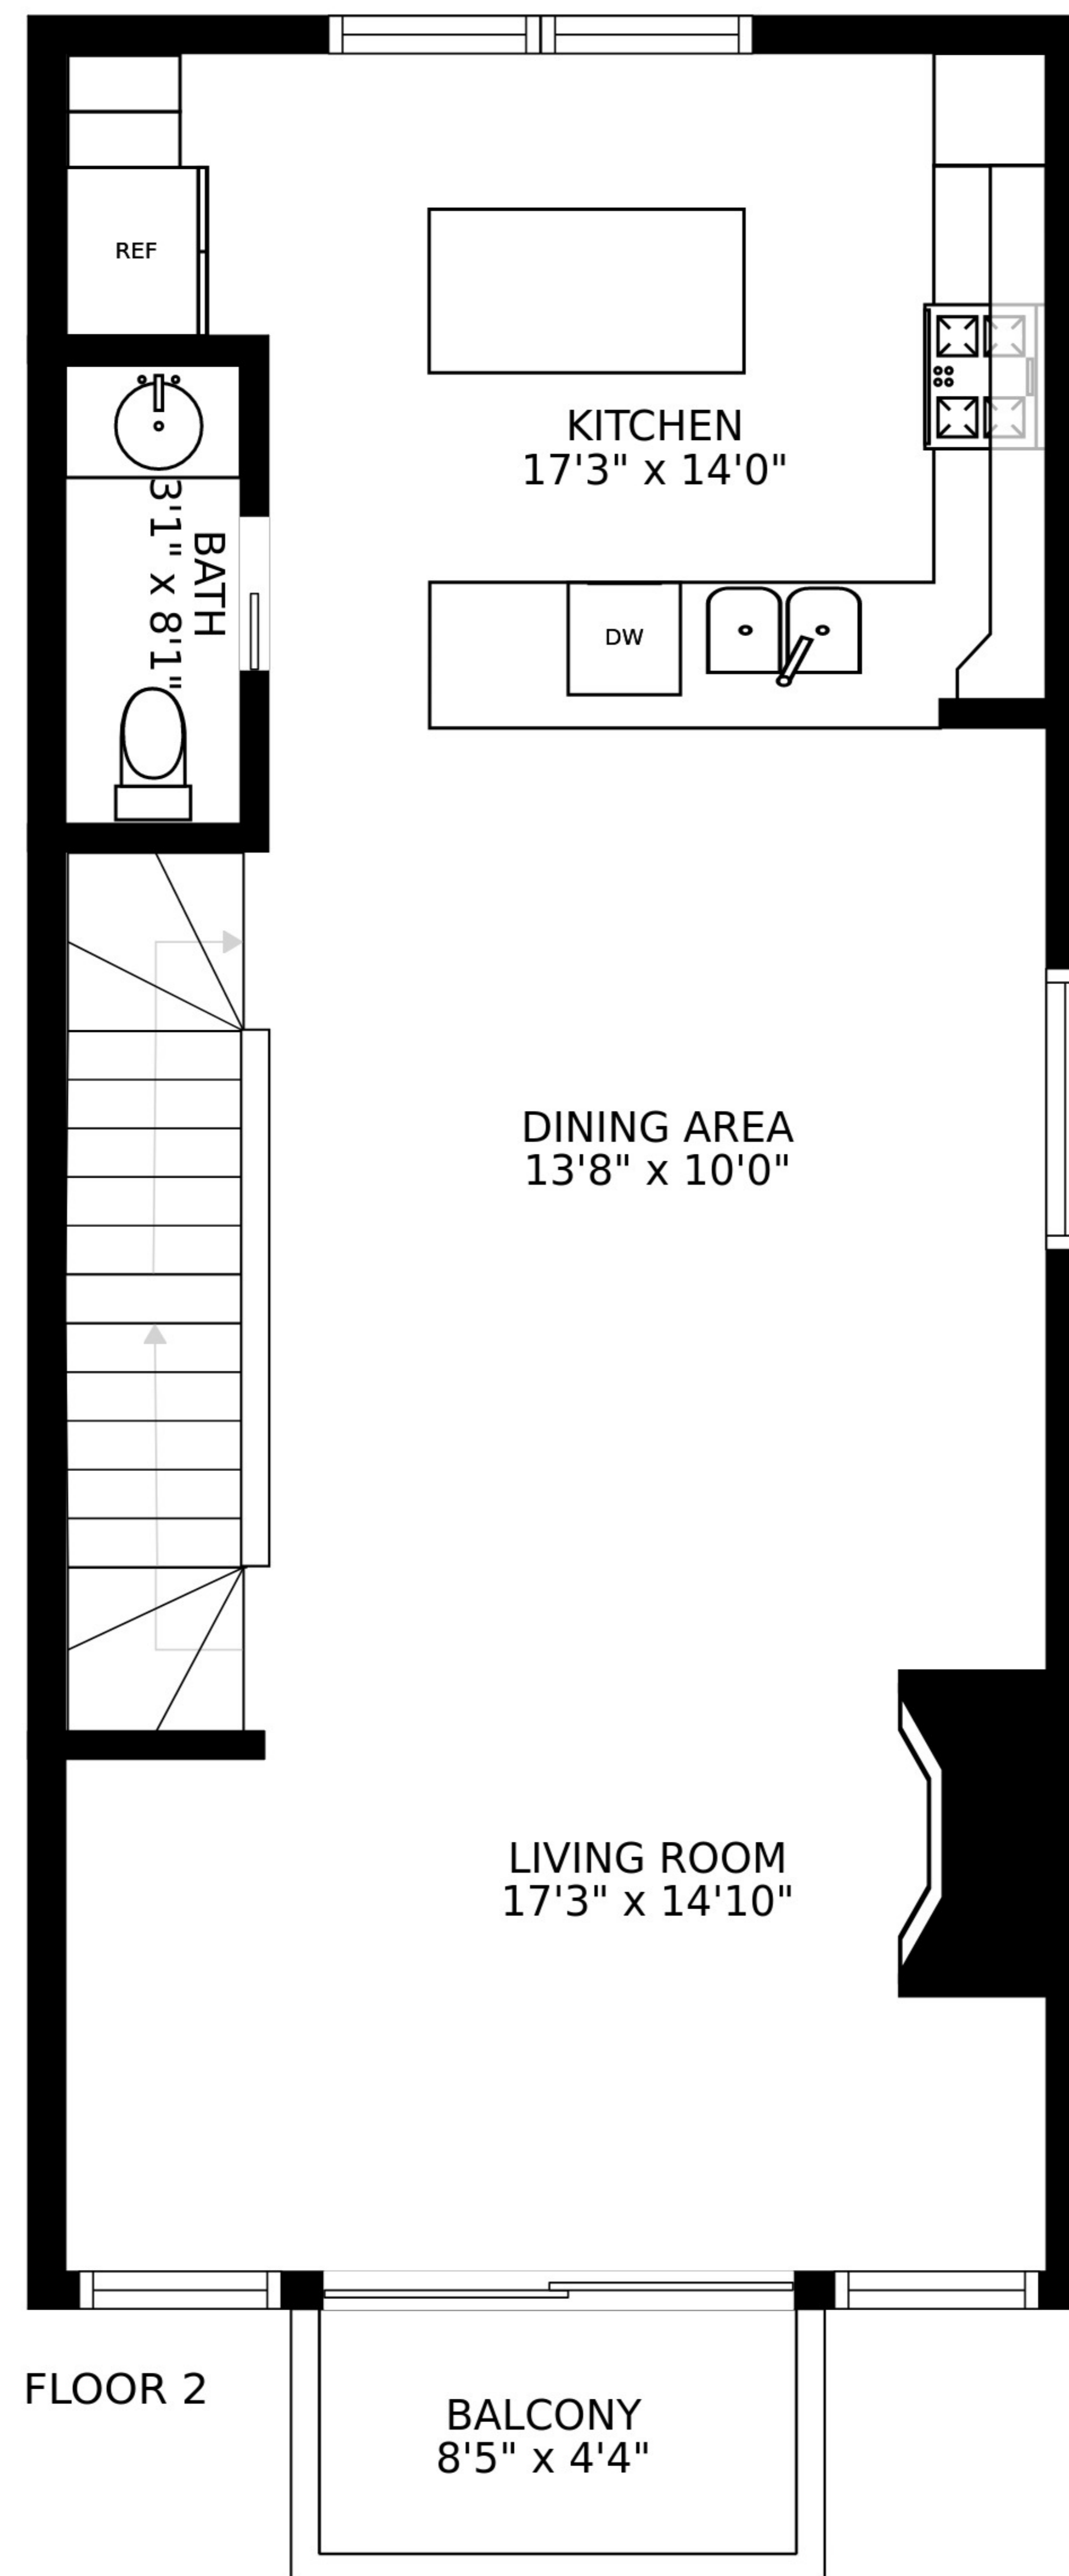 REF
KITCHEN
17'3" x 14'0"
BATH
3'1" x 8'1"
DW
DINING AREA
13'8" x 10'0"
LIVING ROOM
17'3" x 14'10"
FLOOR 2
BALCONY
8'5" x 4'4"